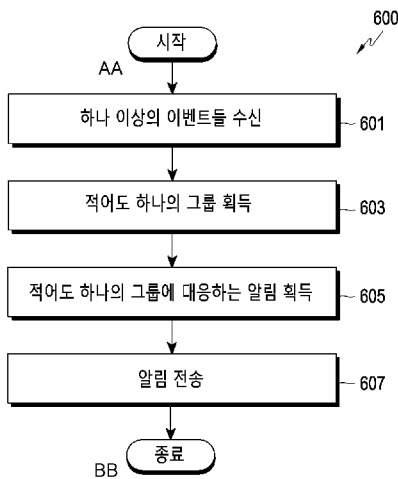 600
시작
AA
하나 이상의 이벤트들 수신
601
적어도 하나의 그룹 획득
603
적어도 하나의 그룹에 대응하는 알림 획득
605
알림 전송
607
종료
BB